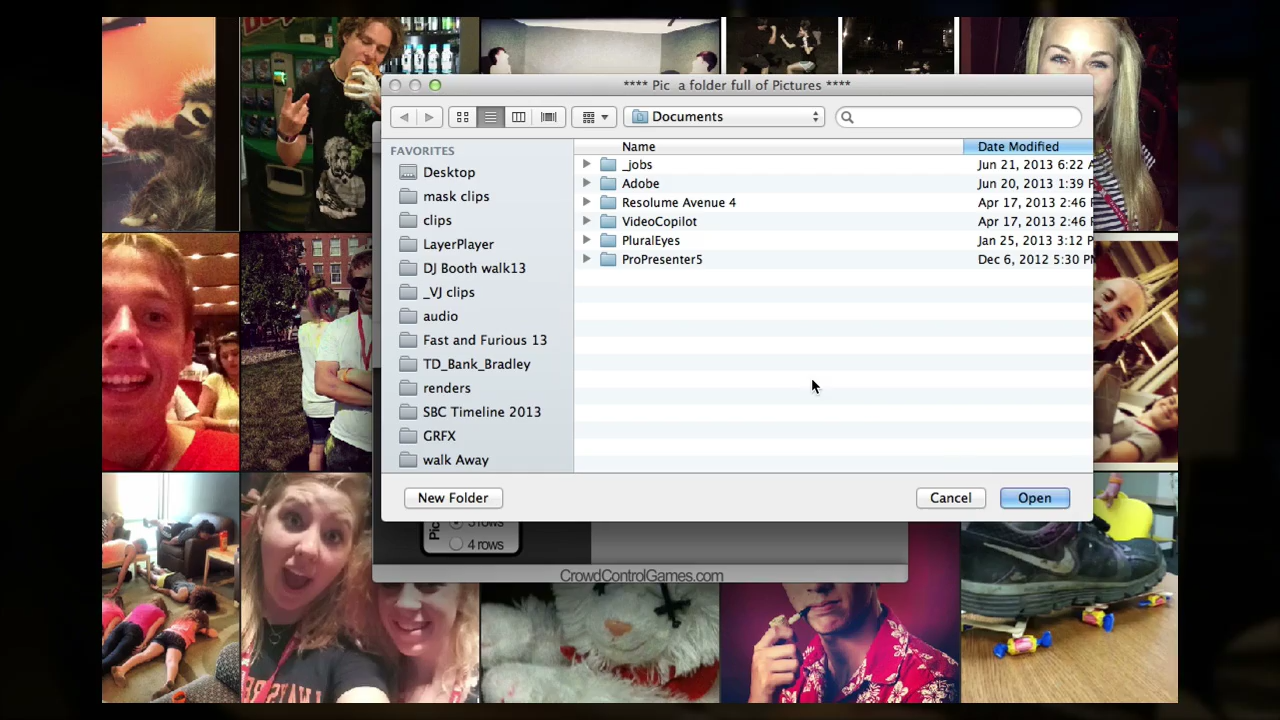 **** Pic  a folder full of Pictures ****
Documents
FAVORITES
Desktop
mask clips
clips
LayerPlayer
DJ Booth walk13
_VJ clips
audio
Fast and Furious 13
TD_Bank_Bradley
renders
SBC Timeline 2013
GRFX
walk Away
Name Date Modified
_jobs Jun 21, 2013 6:22 A
Adobe Jun 20, 2013 1:39 P
Resolume Avenue 4 Apr 17, 2013 2:46
VideoCopilot Apr 17, 2013 2:46
PluralEyes Jan 25, 2013 3:12 P
ProPresenter5 Dec 6, 2012 5:30 PM
New Folder Cancel Open
Pic
3 rows
4 rows
CrowdControlGames.com